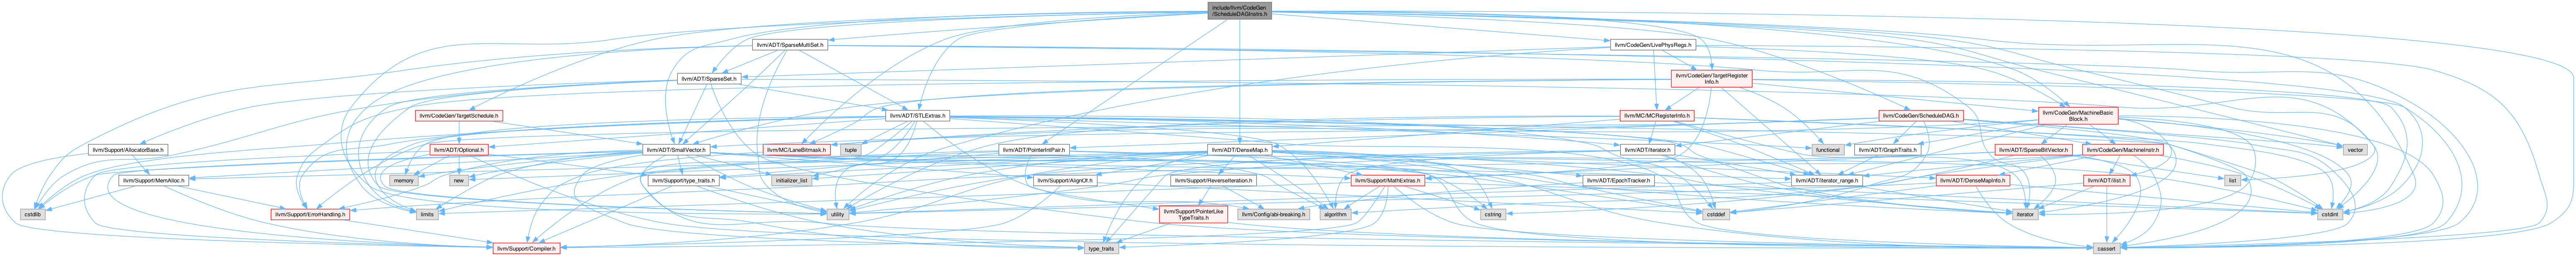 include/llvm/CodeGen
/ScheduleDAGInstrs.h
llvm/ADT/SparseMultiSet.h
llvm/CodeGen/LivePhysRegs.h
llvm/ADT/SparseSet.h
llvm/CodeGen/TargetRegister
Info.h
llvm/CodeGen/TargetSchedule.h
llvm/ADT/STLExtras.h
llvm/MC/MCRegisterInfo.h
llvm/CodeGen/ScheduleDAG.h
llvm/CodeGen/MachineBasic
Block.h
llvm/Support/AllocatorBase.h
llvm/ADT/Optional.h
llvm/ADT/SmallVector.h
llvm/MC/LaneBitmask.h
tuple
llvm/ADT/PointerIntPair.h
llvm/ADT/DenseMap.h
llvm/ADT/iterator.h
functional
llvm/ADT/GraphTraits.h
llvm/ADT/SparseBitVector.h
llvm/CodeGen/MachineInstr.h
vector
llvm/Support/MemAlloc.h
memory
new
llvm/Support/type_traits.h
initializer_list
llvm/Support/AlignOf.h
llvm/Support/ReverseIteration.h
llvm/Support/MathExtras.h
llvm/ADT/EpochTracker.h
llvm/ADT/iterator_range.h
llvm/ADT/DenseMapInfo.h
llvm/ADT/ilist.h
list
cstdlib
llvm/Support/ErrorHandling.h
limits
utility
llvm/Support/PointerLike
TypeTraits.h
llvm/Config/abi-breaking.h
algorithm
cstring
cstddef
iterator
cstdint
llvm/Support/Compiler.h
type_traits
cassert